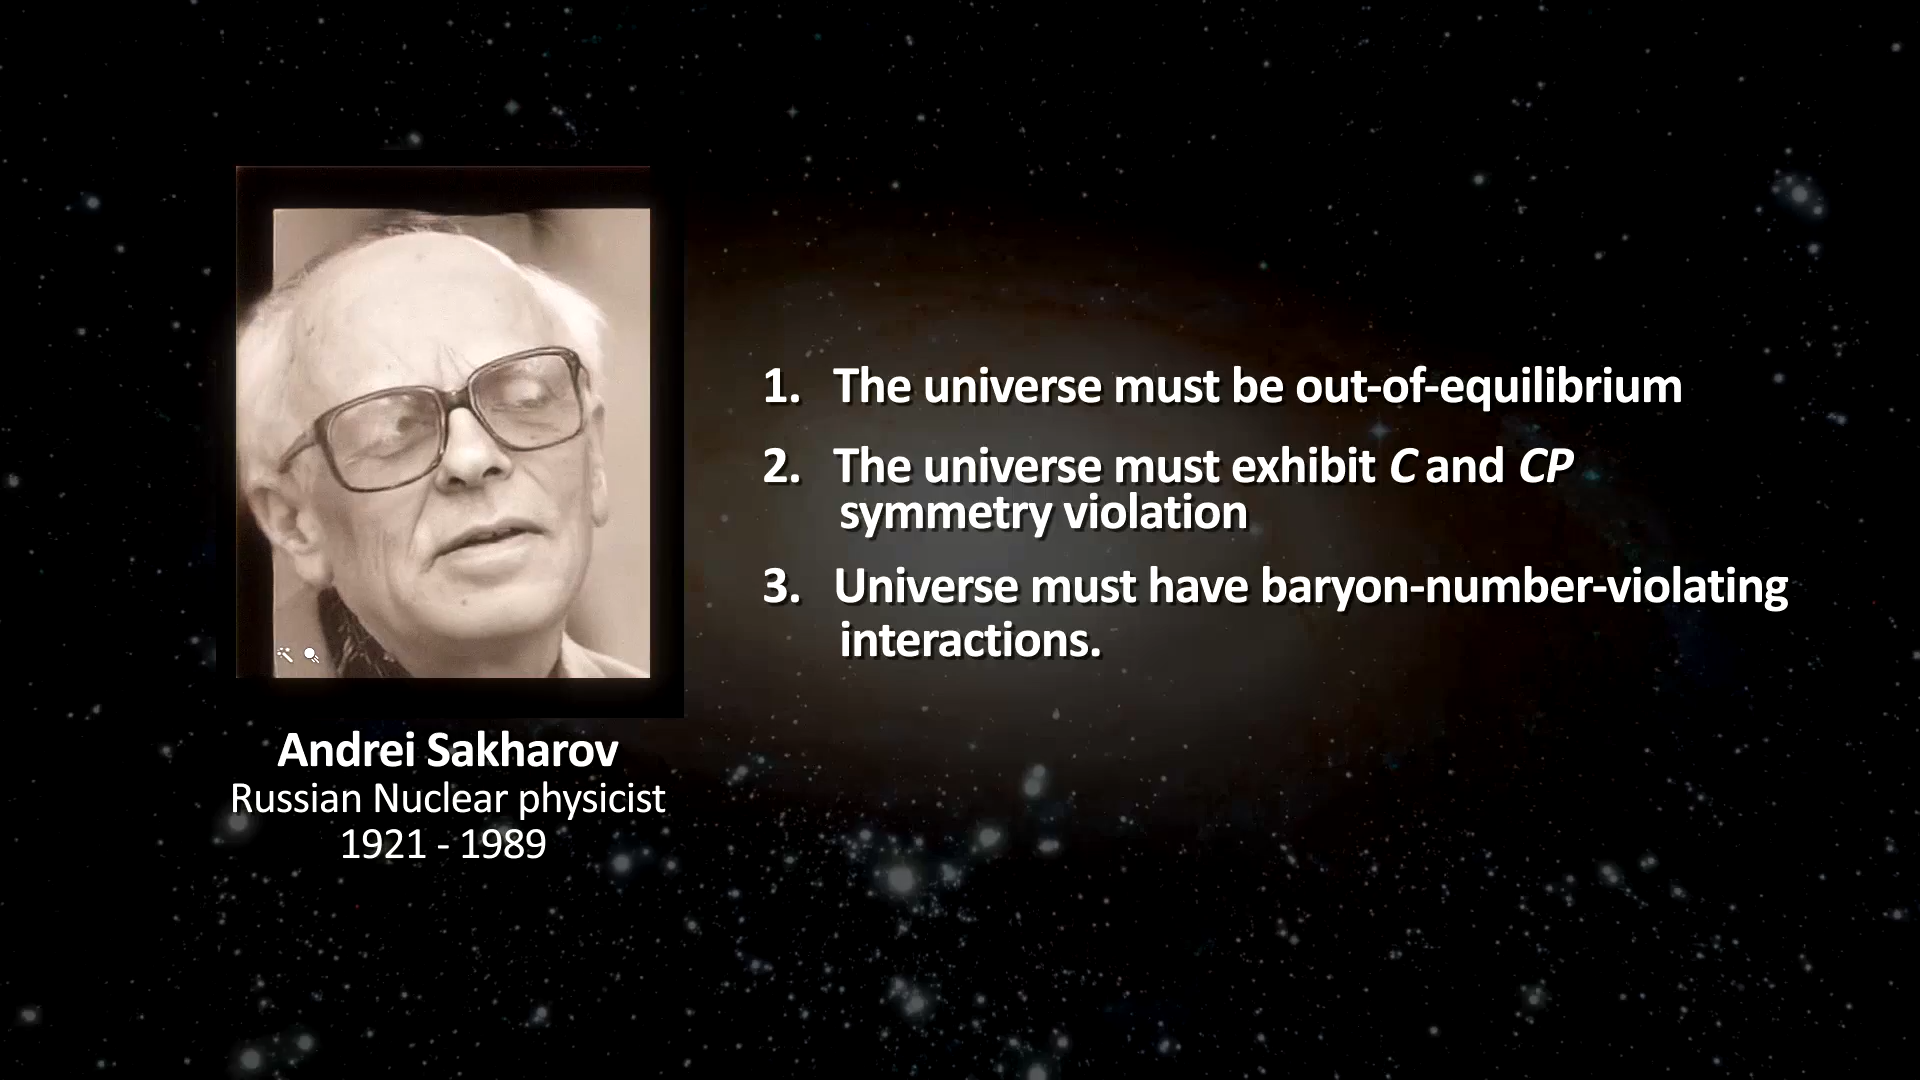 1. The universe must be out-of-equilibrium
2. The universe must exhibit C and CP
symmetry violation
3. Universe must have baryon-number-violating
interactions.
Andrei Sakharov
Russian Nuclear physicist
1921 - 1989